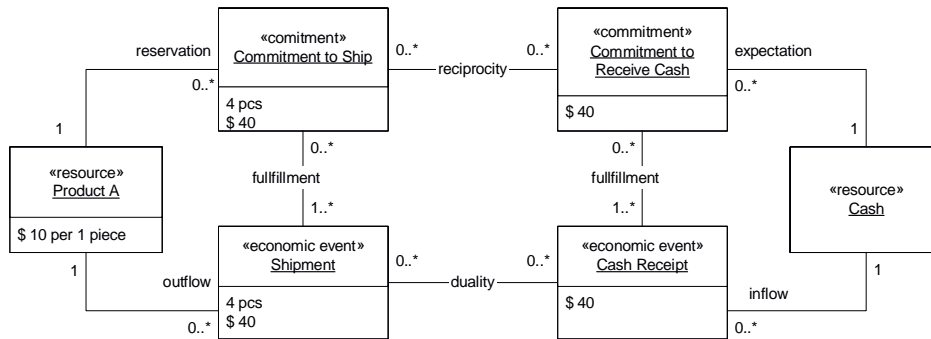 «comitment»
Commitment to Ship
4 pcs
$ 40
«commitment»
Commitment to
Receive Cash
$ 40
reservation
0..*
0..*
reciprocity
0..*
expectation
0..*
1
1
0..*
fullfillment
1..*
0..*
fullfillment
1..*
«resource»
Product A
$ 10 per 1 piece
«resource»
Cash
1
1
outflow
0..*
«economic event»
Shipment
4 pcs
$ 40
0..*
duality
0..*
«economic event»
Cash Receipt
$ 40
inflow
0..*